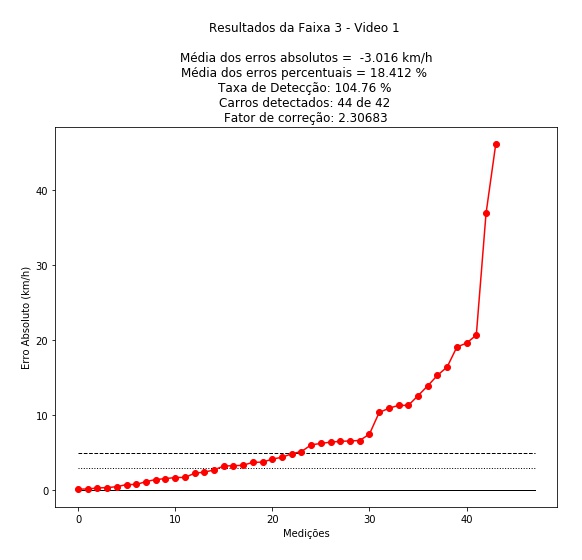 Resultados da Faixa 3 - Video 1
Média dos erros absolutos =  -3.016 km/h
Média dos erros percentuais = 18.412 %
Taxa de Detecção: 104.76 %
Carros detectados: 44 de 42
Fator de correção: 2.30683
40
30
20
10
0
Erro Absoluto (km/h)
0 10 20 30 40
Medições